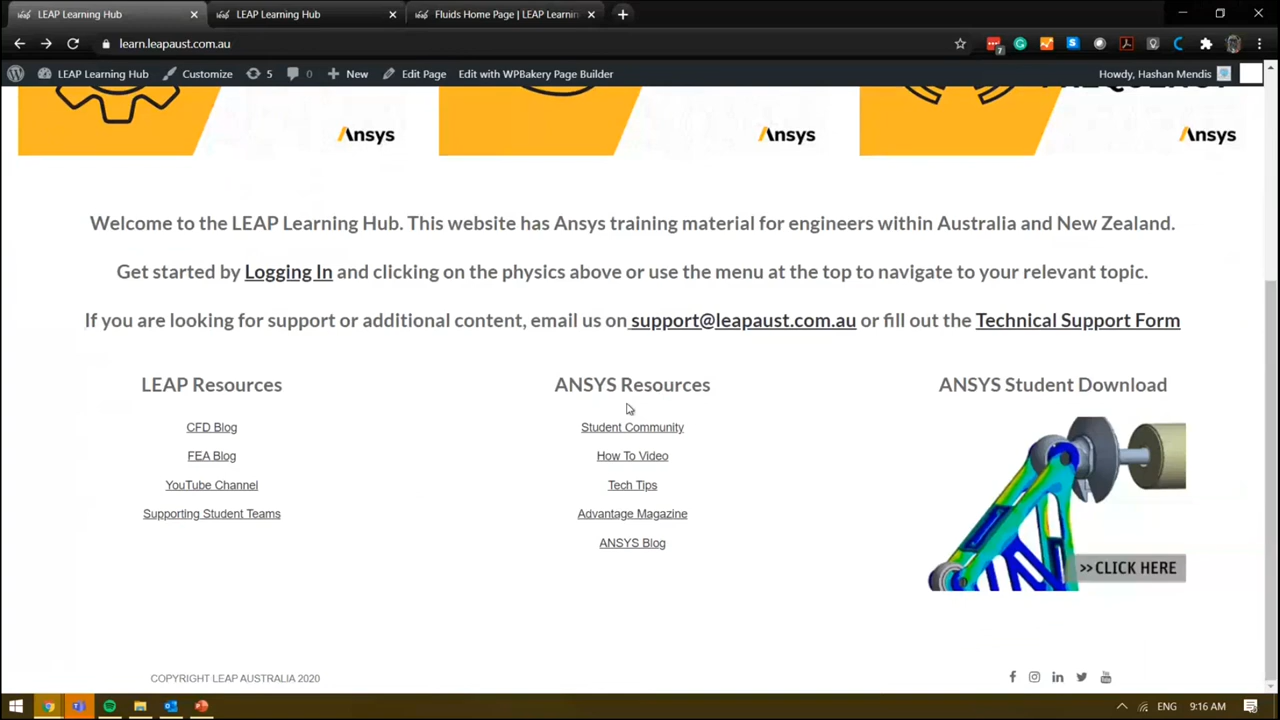 LEAP Learning Hub
LEAP Learning Hub
Fluids Home Page | LEAP Learnin
learn.leapaust.com.au
7
LEAP Learning Hub
Customize
5
0
New
Edit Page
Edit with WPBakery Page Builder
Howdy, Hashan Mendis
Ansys
Ansys
Ansys
Welcome to the LEAP Learning Hub. This website has Ansys training material for engineers within Australia and New Zealand.
Get started by Logging In and clicking on the physics above or use the menu at the top to navigate to your relevant topic.
If you are looking for support or additional content, email us on support@leapaust.com.au or fill out the Technical Support Form
LEAP Resources
CFD Blog
FEA Blog
YouTube Channel
Supporting Student Teams
ANSYS Resources
Student Community
How To Video
Tech Tips
Advantage Magazine
ANSYS Blog
ANSYS Student Download
>> CLICK HERE
COPYRIGHT LEAP AUSTRALIA 2020
ENG
9:16 AM